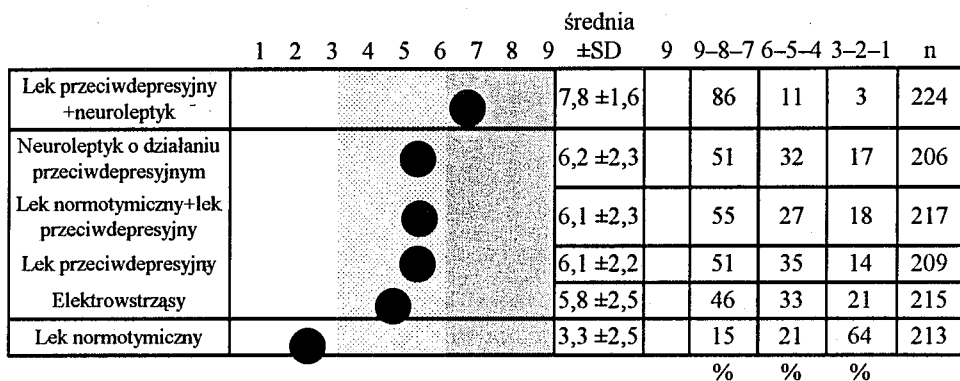 średnia
1 2 3 4 5 6 7 8 9 ±SD 9 9–8–7 6–5–4 3–2–1 n
Lek przeciwdepresyjny
+neuroleptyk
7,8 ±1,6 86 11 3 224
Neuroleptyk o działaniu
przeciwdepresyjnym
6,2 ±2,3 51 32 17 206
Lek normotymiczny+lek
przeciwdepresyjny
6,1 ±2,3 55 27 18 217
Lek przeciwdepresyjny 6,1 ±2,2 51 35 14 209
Elektrowstrząsy 5,8 ±2,5 46 33 21 215
Lek normotymiczny 3,3 ±2,5 15 21 64 213
% % %